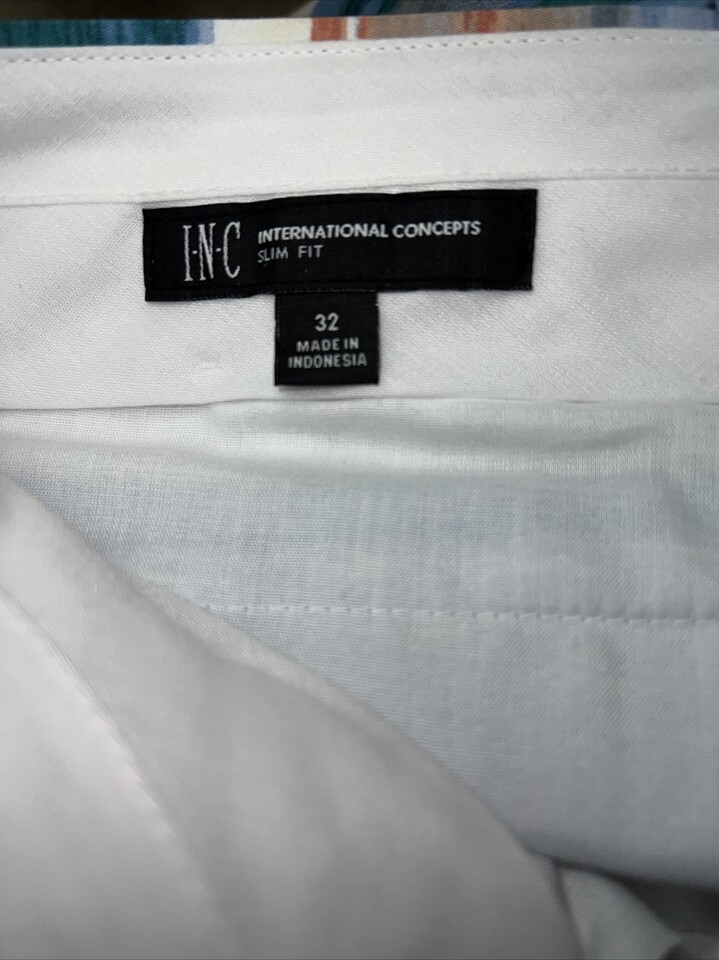 I·N·C INTERNATIONAL CONCEPTS
SLIM FIT
32
MADE IN
INDONESIA